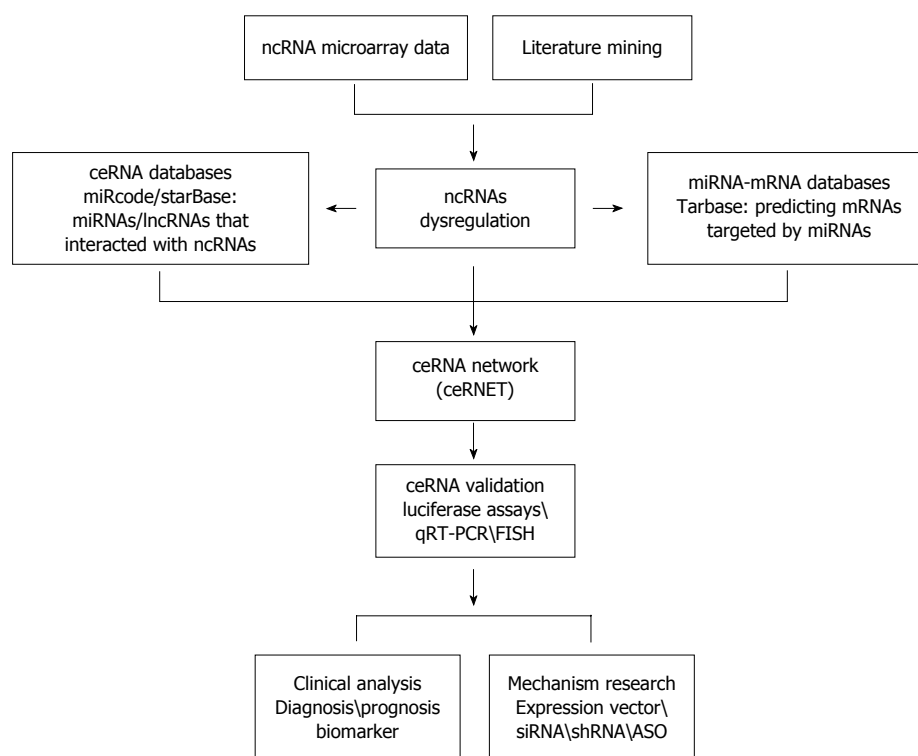 ncRNA microarray data
Literature mining
ceRNA databases
miRcode/starBase:
miRNAs/lncRNAs that
interacted with ncRNAs
ncRNAs
dysregulation
miRNA-mRNA databases
Tarbase: predicting mRNAs
targeted by miRNAs
ceRNA network
(ceRNET)
ceRNA validation
luciferase assays\
qRT-PCR\FISH
Clinical analysis
Diagnosis\prognosis
biomarker
Mechanism research
Expression vector\
siRNA\shRNA\ASO